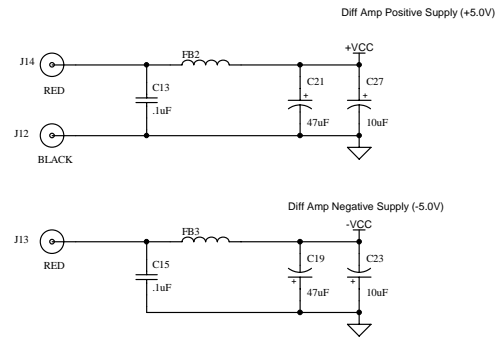 Diff Amp Positive Supply (+5.0V)
+VCC
J14
FB2
RED
C13
.1uF
C21
+
47uF
C27
+
10uF
J12
BLACK
Diff Amp Negative Supply (-5.0V)
-VCC
J13
FB3
RED
C15
.1uF
C19
+
47uF
C23
+
10uF